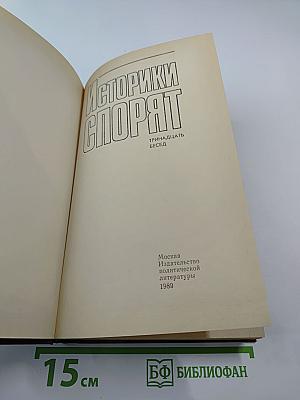 Историки
спорят
ТРИНАДЦАТЬ
БЕСЕД
Москва
Издательство
политической
литературы
1989
15 см
БФ БИБЛИОФАН